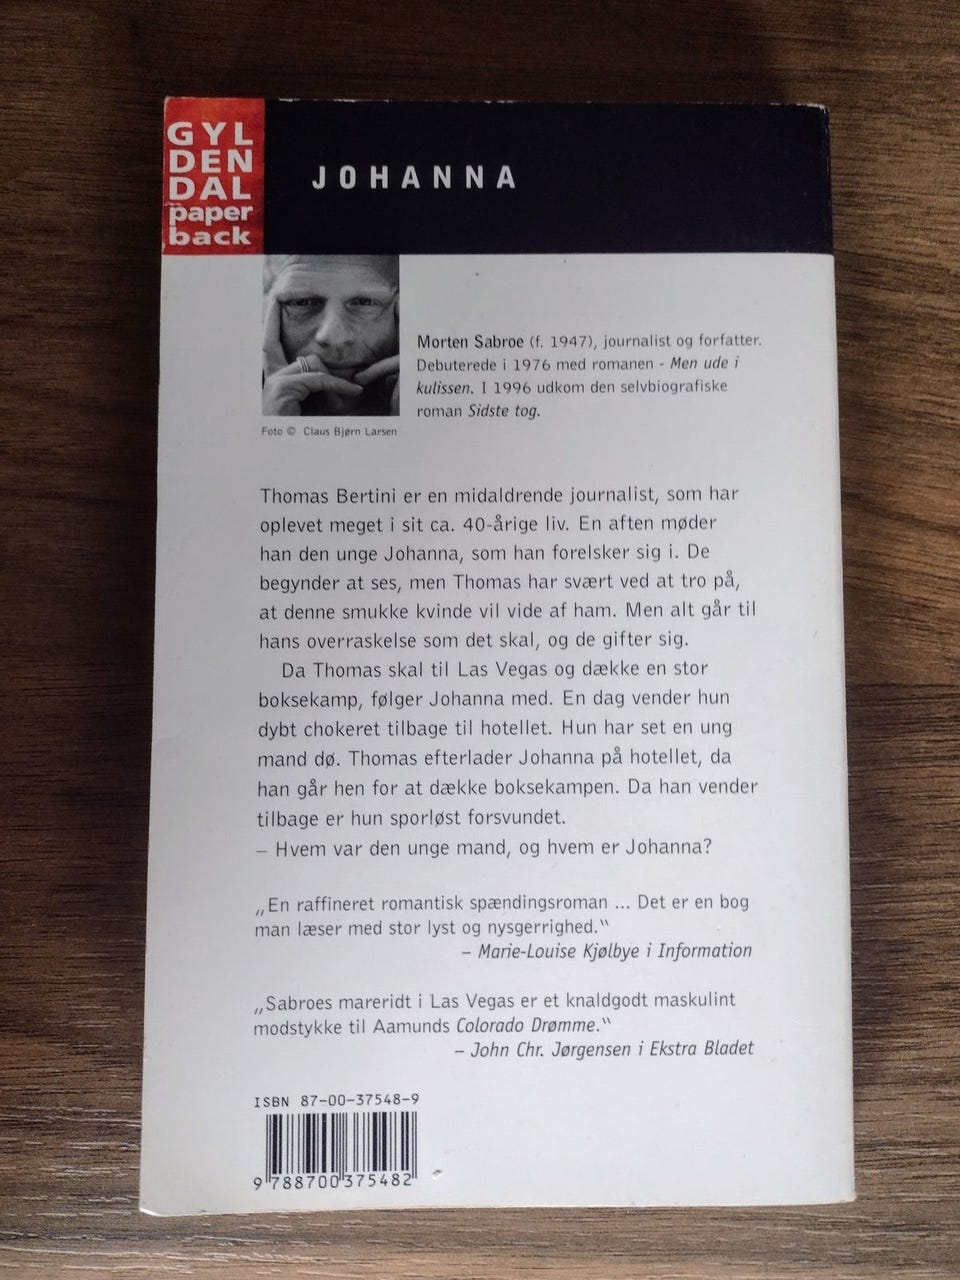 GYL
DEN
DAL
paper
back
JOHANNA
Morten Sabroe (f. 1947), journalist og forfatter.
Debuterede i 1976 med romanen - Men ude i
kulissen. I 1996 udkom den selvbiografiske
roman Sidste tog.
Foto © Claus Bjørn Larsen
Thomas Bertini er en midaldrende journalist, som har
oplevet meget i sit ca. 40-årige liv. En aften møder
han den unge Johanna, som han forelsker sig i. De
begynder at ses, men Thomas har svært ved at tro på,
at denne smukke kvinde vil vide af ham. Men alt går til
hans overraskelse som det skal, og de gifter sig.
Da Thomas skal til Las Vegas og dække en stor
boksekamp, følger Johanna med. En dag vender hun
dybt chokeret tilbage til hotellet. Hun har set en ung
mand dø. Thomas efterlader Johanna på hotellet, da
han går hen for at dække boksekampen. Da han vender
tilbage er hun sporløst forsvundet.
– Hvem var den unge mand, og hvem er Johanna?
„En raffineret romantisk spændingsroman ... Det er en bog
man læser med stor lyst og nysgerrighed.“
– Marie-Louise Kjølbye i Information
„Sabroes mareridt i Las Vegas er et knaldgodt maskulint
modstykke til Aamunds Colorado Drømme.“
– John Chr. Jørgensen i Ekstra Bladet
ISBN 87-00-37548-9
9 788700 375482